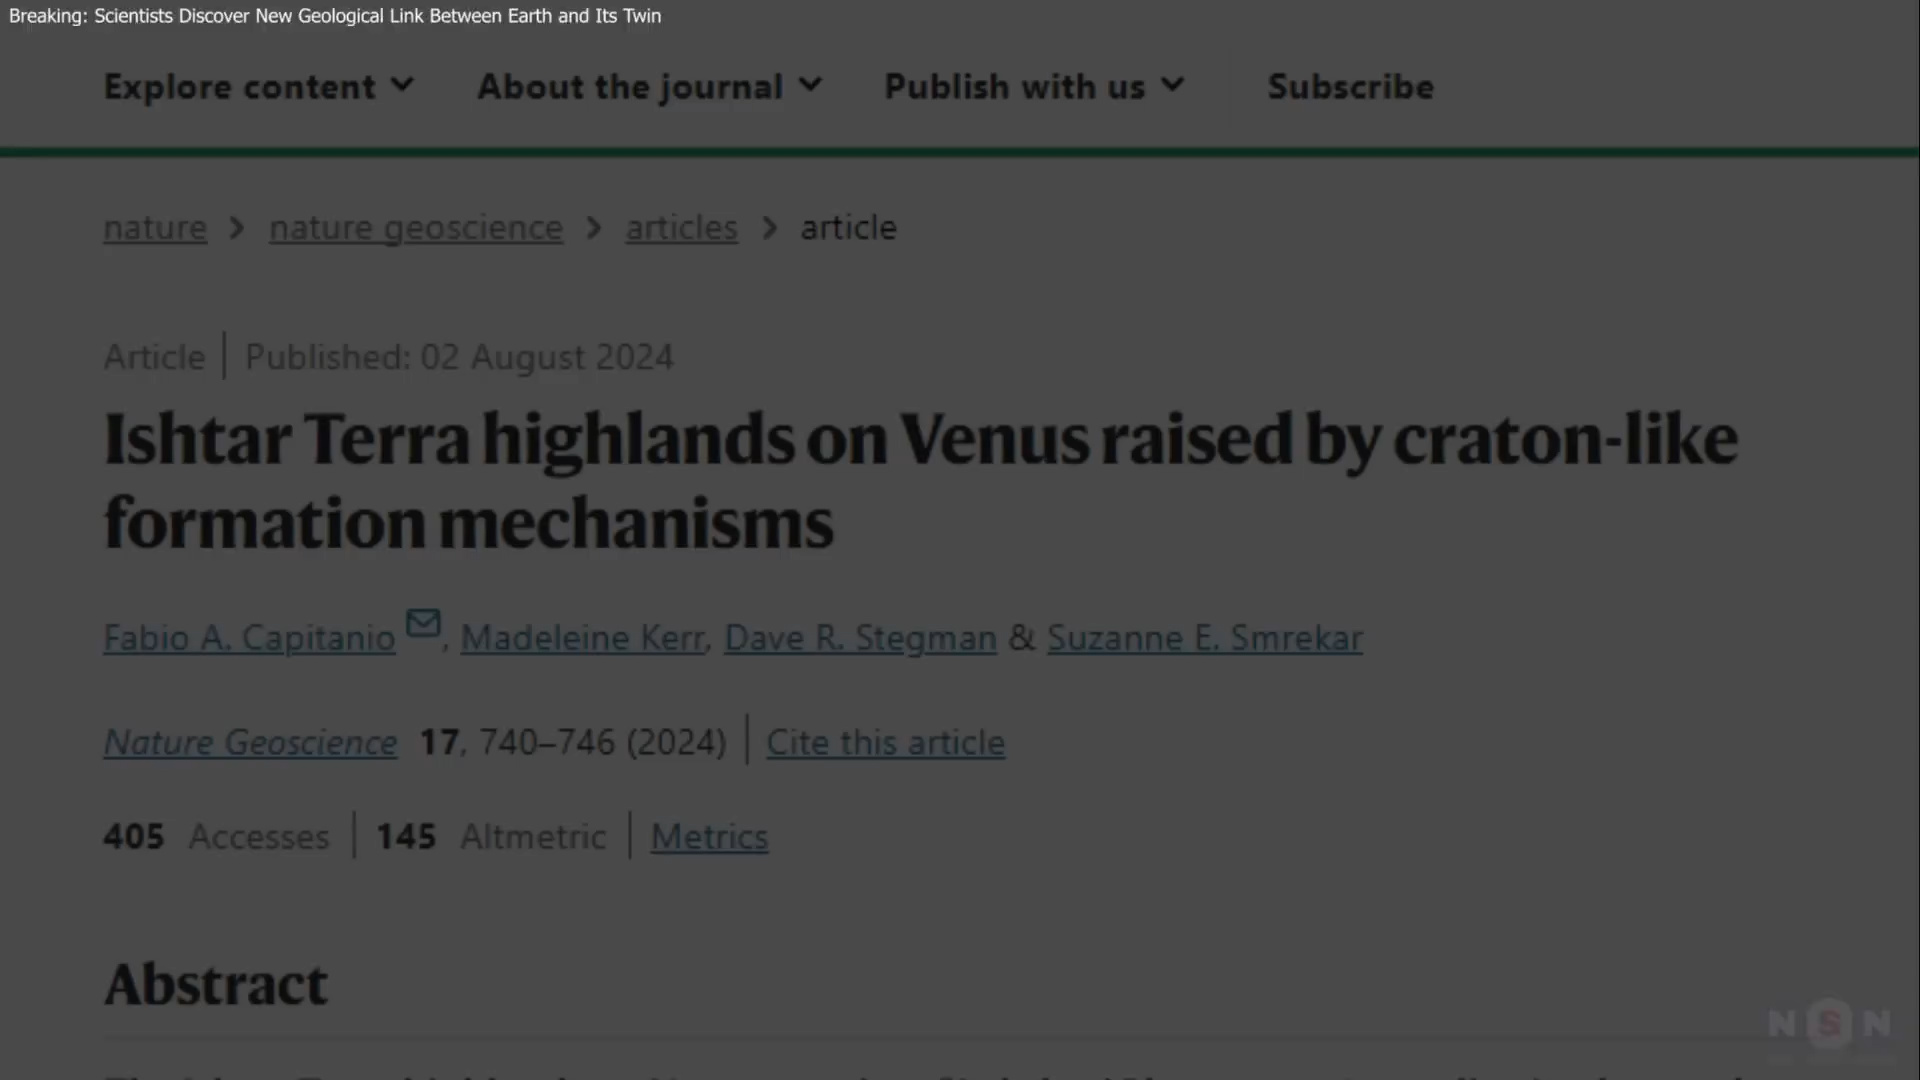 Breaking: Scientists Discover New Geological Link Between Earth and Its Twin
Explore content About the journal Publish with us Subscribe
nature > nature geoscience > articles > article
Article | Published: 02 August 2024
Ishtar Terra highlands on Venus raised by craton-like
formation mechanisms
Fabio A. Capitanio, Madeleine Kerr, Dave R. Stegman & Suzanne E. Smrekar
Nature Geoscience 17, 740–746 (2024) | Cite this article
405 Accesses | 145 Altmetric | Metrics
Abstract
NSN